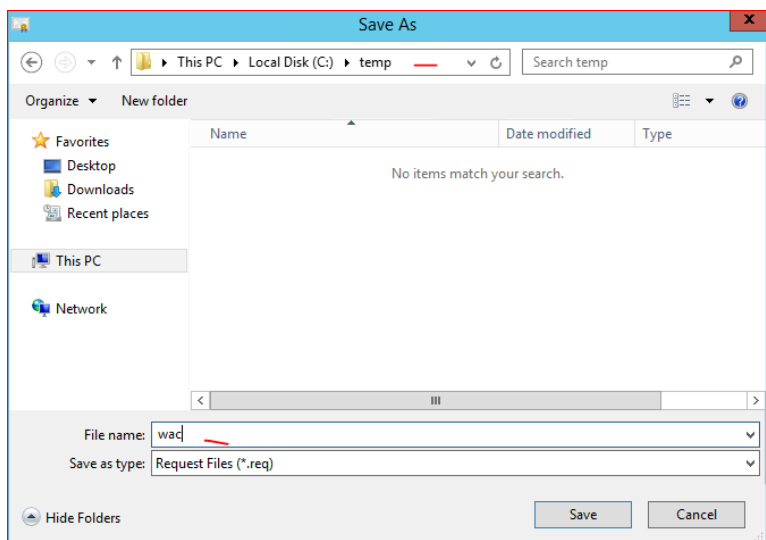 Save As
x
This PC Local Disk (C:) temp
Search temp
Organize New folder
Name Date modified Type
Favorites
No items match your search.
Desktop
Downloads
Recent places
This PC
Network
File name: wac
Save as type: Request Files (*.req)
Hide Folders Save Cancel